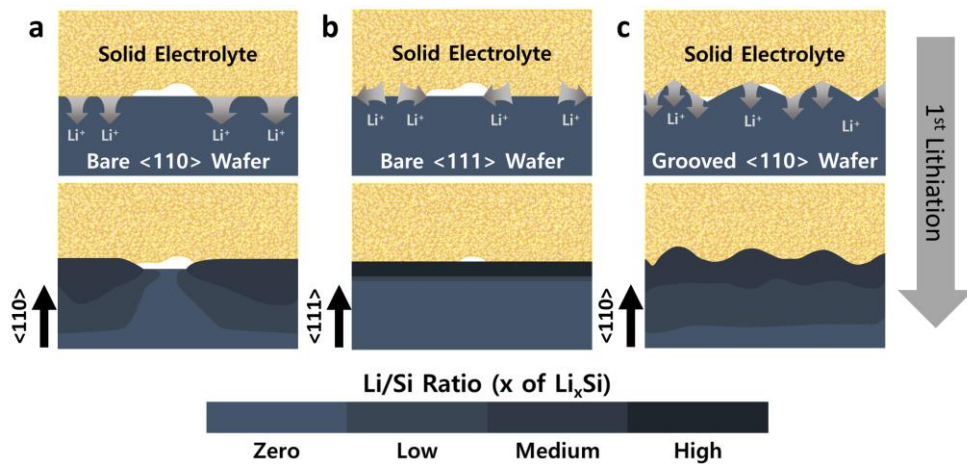 a
Solid Electrolyte
Li⁺ Li⁺ Li⁺ Li⁺
Bare <110> Wafer
<110>
b
Solid Electrolyte
Li⁺ Li⁺ Li⁺ Li⁺
Bare <111> Wafer
<111>
c
Solid Electrolyte
Li⁺ Li⁺ Li⁺ Li⁺
Grooved <110> Wafer
<110>
1st Lithiation
Li/Si Ratio (x of LiₓSi)
Zero Low Medium High